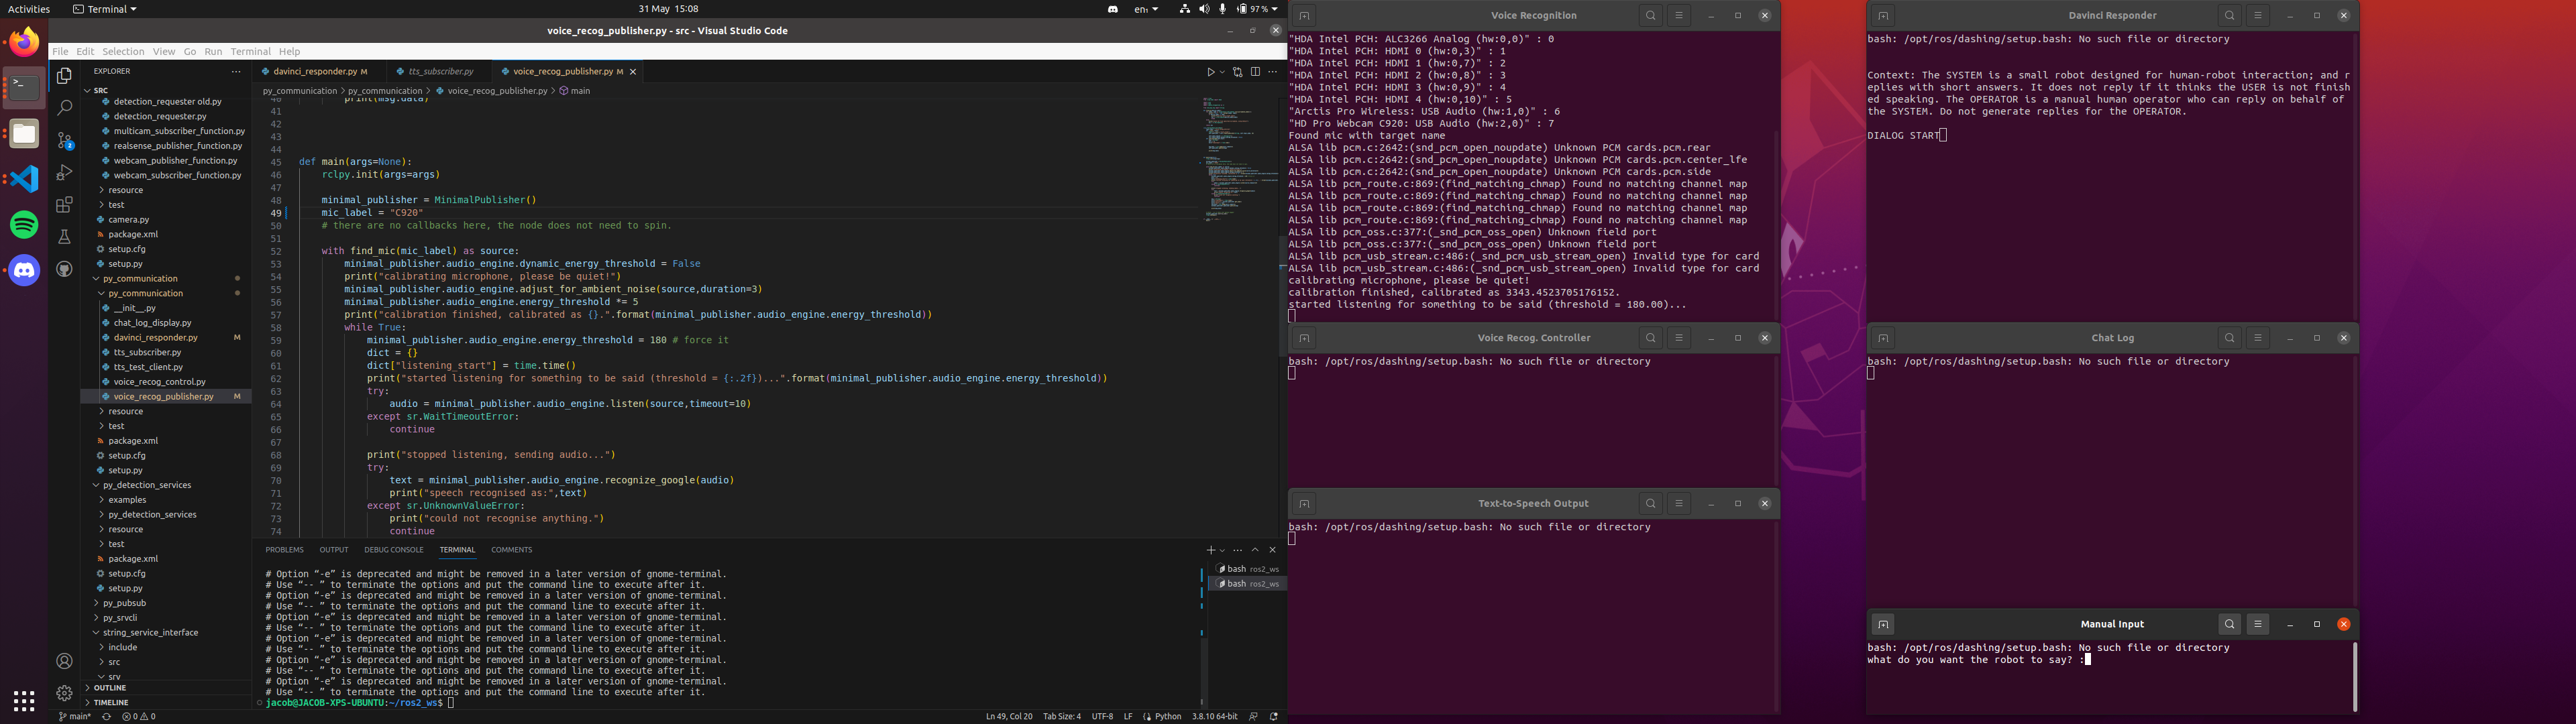 Activities
Terminal
31 May 15:08
en₁
97 %
voice_recog_publisher.py - src - Visual Studio Code
File Edit Selection View Go Run Terminal Help
EXPLORER
SRC
detection_requester old.py
detection_requester.py
multicam_subscriber_function.py
realsense_publisher_function.py
webcam_publisher_function.py
webcam_subscriber_function.py
resource
test
camera.py
package.xml
setup.cfg
setup.py
py_communication
py_communication
__init__.py
chat_log_display.py
davinci_responder.py M
tts_subscriber.py
tts_test_client.py
voice_recog_control.py
voice_recog_publisher.py M
resource
test
package.xml
setup.cfg
setup.py
py_detection_services
examples
py_detection_services
resource
test
package.xml
setup.cfg
setup.py
py_pubsub
py_srvcli
string_service_interface
include
src
srv
OUTLINE
TIMELINE
davinci_responder.py M
tts_subscriber.py
voice_recog_publisher.py M
py_communication > py_communication > voice_recog_publisher.py > main
40 print(msg.data)
41
42
43
44
45 def main(args=None):
46 rclpy.init(args=args)
47
48 minimal_publisher = MinimalPublisher()
49 mic_label = "C920"
50 # there are no callbacks here, the node does not need to spin.
51
52 with find_mic(mic_label) as source:
53 minimal_publisher.audio_engine.dynamic_energy_threshold = False
54 print("calibrating microphone, please be quiet!")
55 minimal_publisher.audio_engine.adjust_for_ambient_noise(source,duration=3)
56 minimal_publisher.audio_engine.energy_threshold *= 5
57 print("calibration finished, calibrated as {}.".format(minimal_publisher.audio_engine.energy_threshold))
58 while True:
59 minimal_publisher.audio_engine.energy_threshold = 180 # force it
60 dict = {}
61 dict["listening_start"] = time.time()
62 print("started listening for something to be said (threshold = {:.2f})...".format(minimal_publisher.audio_engine.energy_threshold))
63 try:
64 audio = minimal_publisher.audio_engine.listen(source,timeout=10)
65 except sr.WaitTimeoutError:
66 continue
67
68 print("stopped listening, sending audio...")
69 try:
70 text = minimal_publisher.audio_engine.recognize_google(audio)
71 print("speech recognised as:",text)
72 except sr.UnknownValueError:
73 print("could not recognise anything.")
74 continue
PROBLEMS OUTPUT DEBUG CONSOLE TERMINAL COMMENTS
# Option “-e” is deprecated and might be removed in a later version of gnome-terminal.
# Use “-- ” to terminate the options and put the command line to execute after it.
# Option “-e” is deprecated and might be removed in a later version of gnome-terminal.
# Use “-- ” to terminate the options and put the command line to execute after it.
# Option “-e” is deprecated and might be removed in a later version of gnome-terminal.
# Use “-- ” to terminate the options and put the command line to execute after it.
# Option “-e” is deprecated and might be removed in a later version of gnome-terminal.
# Use “-- ” to terminate the options and put the command line to execute after it.
# Option “-e” is deprecated and might be removed in a later version of gnome-terminal.
# Use “-- ” to terminate the options and put the command line to execute after it.
# Option “-e” is deprecated and might be removed in a later version of gnome-terminal.
# Use “-- ” to terminate the options and put the command line to execute after it.
jacob@JACOB-XPS-UBUNTU:~/ros2_ws$
bash ros2_ws
bash ros2_ws
main* 0 0
Ln 49, Col 20 Tab Size: 4 UTF-8 LF Python 3.8.10 64-bit
Voice Recognition
"HDA Intel PCH: ALC3266 Analog (hw:0,0)" : 0
"HDA Intel PCH: HDMI 0 (hw:0,3)" : 1
"HDA Intel PCH: HDMI 1 (hw:0,7)" : 2
"HDA Intel PCH: HDMI 2 (hw:0,8)" : 3
"HDA Intel PCH: HDMI 3 (hw:0,9)" : 4
"HDA Intel PCH: HDMI 4 (hw:0,10)" : 5
"Arctis Pro Wireless: USB Audio (hw:1,0)" : 6
"HD Pro Webcam C920: USB Audio (hw:2,0)" : 7
Found mic with target name
ALSA lib pcm.c:2642:(snd_pcm_open_noupdate) Unknown PCM cards.pcm.rear
ALSA lib pcm.c:2642:(snd_pcm_open_noupdate) Unknown PCM cards.pcm.center_lfe
ALSA lib pcm.c:2642:(snd_pcm_open_noupdate) Unknown PCM cards.pcm.side
ALSA lib pcm_route.c:869:(find_matching_chmap) Found no matching channel map
ALSA lib pcm_route.c:869:(find_matching_chmap) Found no matching channel map
ALSA lib pcm_route.c:869:(find_matching_chmap) Found no matching channel map
ALSA lib pcm_route.c:869:(find_matching_chmap) Found no matching channel map
ALSA lib pcm_oss.c:377:(_snd_pcm_oss_open) Unknown field port
ALSA lib pcm_oss.c:377:(_snd_pcm_oss_open) Unknown field port
ALSA lib pcm_usb_stream.c:486:(_snd_pcm_usb_stream_open) Invalid type for card
ALSA lib pcm_usb_stream.c:486:(_snd_pcm_usb_stream_open) Invalid type for card
calibrating microphone, please be quiet!
calibration finished, calibrated as 3343.4523705176152.
started listening for something to be said (threshold = 180.00)...
Voice Recog. Controller
bash: /opt/ros/dashing/setup.bash: No such file or directory
Text-to-Speech Output
bash: /opt/ros/dashing/setup.bash: No such file or directory
Davinci Responder
bash: /opt/ros/dashing/setup.bash: No such file or directory
Context: The SYSTEM is a small robot designed for human-robot interaction; and r
eplies with short answers. It does not reply if it thinks the USER is not finish
ed speaking. The OPERATOR is a manual human operator who can reply on behalf of
the SYSTEM. Do not generate replies for the OPERATOR.
DIALOG START
Chat Log
bash: /opt/ros/dashing/setup.bash: No such file or directory
Manual Input
bash: /opt/ros/dashing/setup.bash: No such file or directory
what do you want the robot to say? :